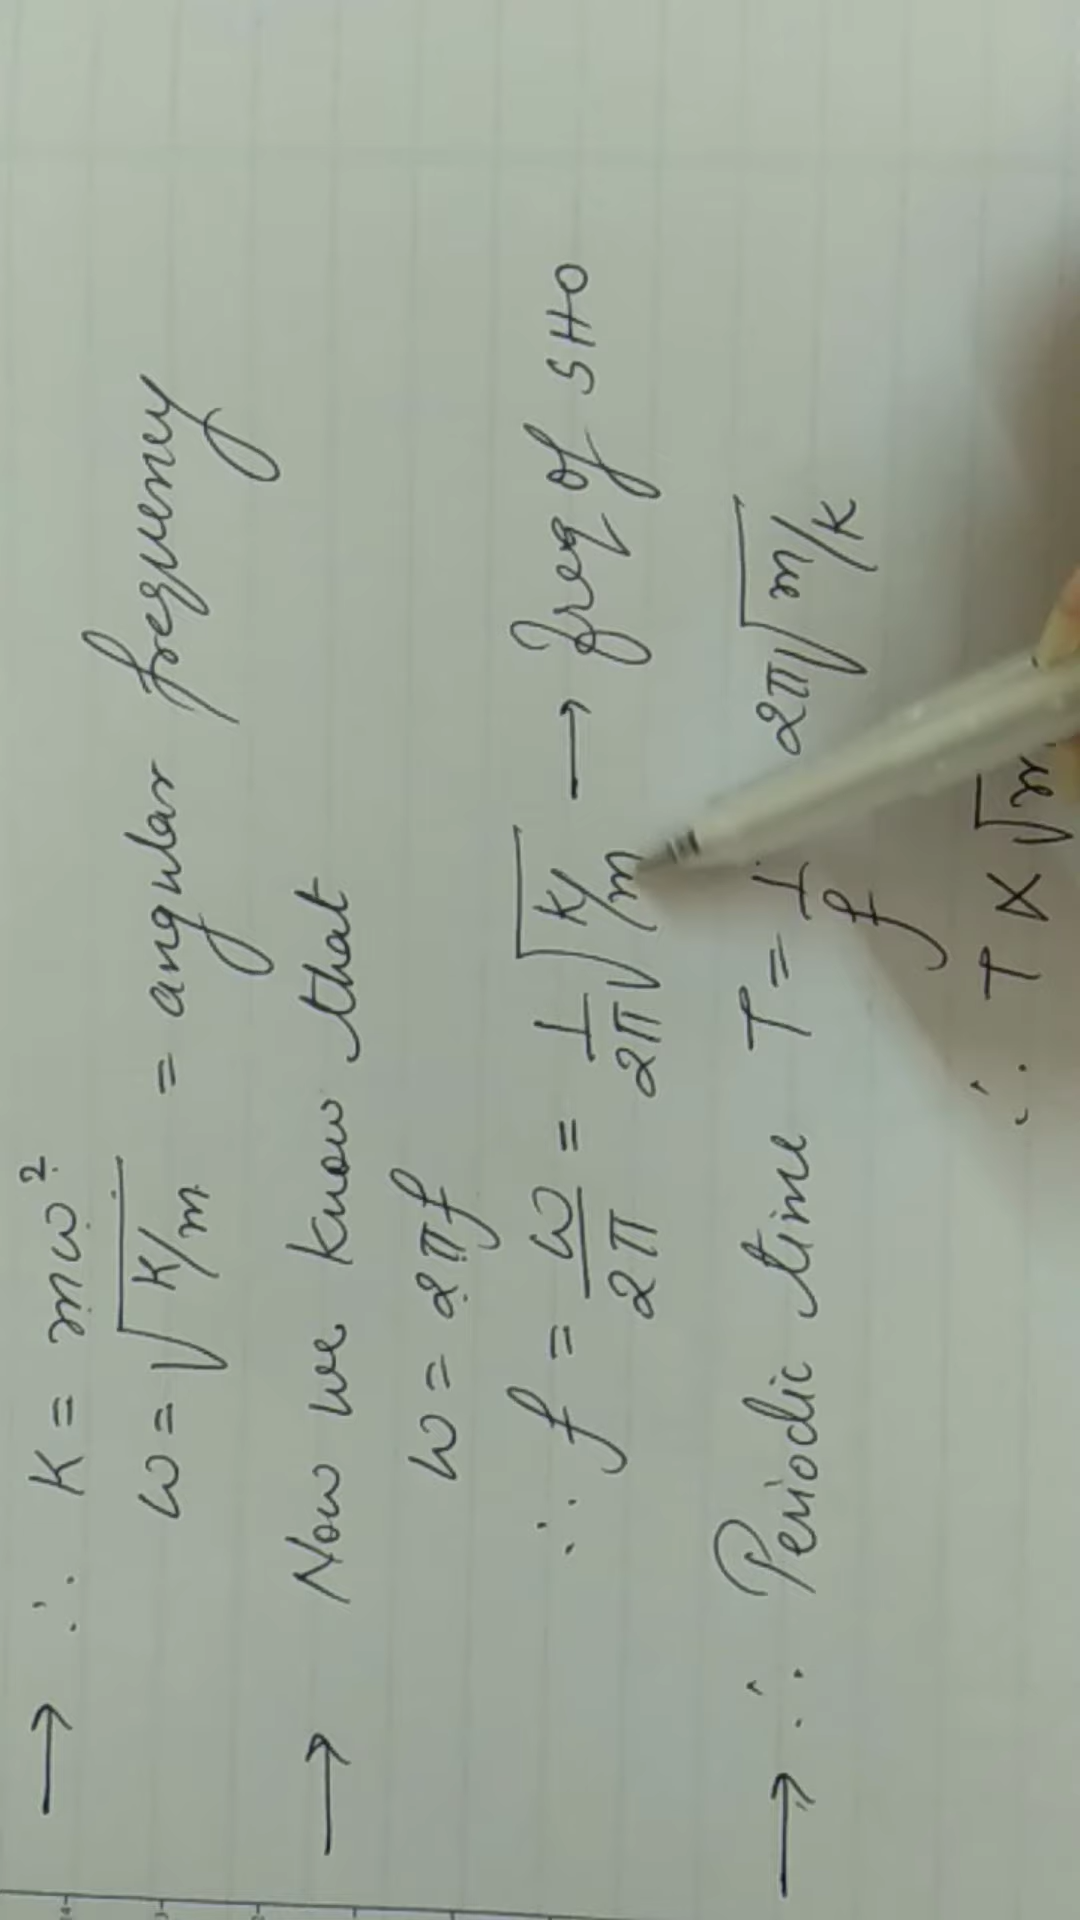 → ∴ K = mω²
ω = √K/m = angular frequency
→ Now we know that
ω = 2πf
∴ f = ω/2π = 1/2π √K/m → freq of SHO
→ ∴ Periodic time T = 1/f 2π√m/K
∴ T ∝ √m